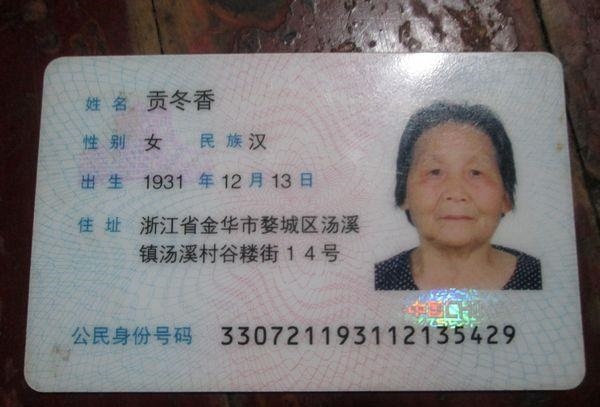 姓名 贡冬香
性别 女 民族 汉
出生 1931 年 12 月 13 日
住址 浙江省金华市婺城区汤溪
镇汤溪村谷耧街14号
公民身份号码 330721193112135429